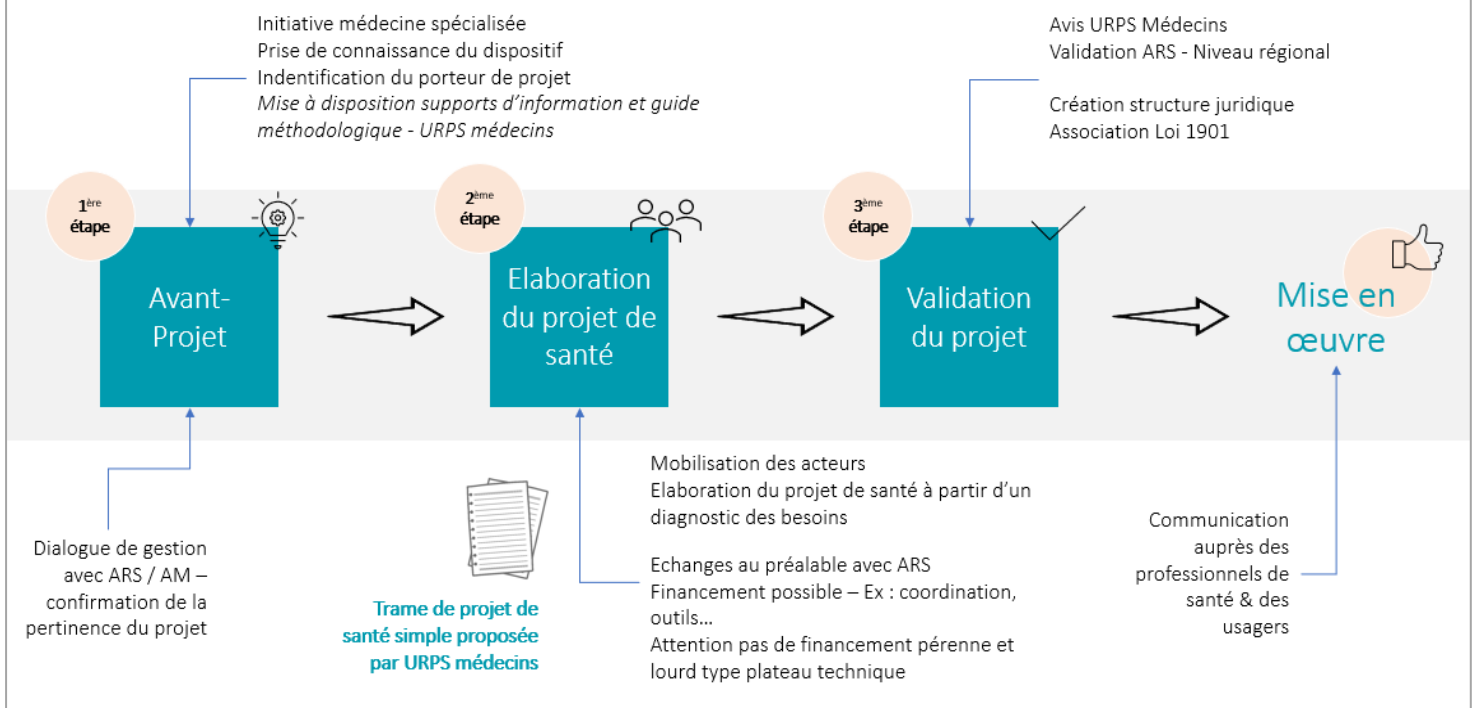 Initiative médecine spécialisée
Prise de connaissance du dispositif
Indentification du porteur de projet
Mise à disposition supports d'information et guide
méthodologique - URPS médecins
Avis URPS Médecins
Validation ARS - Niveau régional
Création structure juridique
Association Loi 1901
1ère
étape
Avant-
Projet
2ème
étape
Elaboration
du projet de
santé
3ème
étape
Validation
du projet
Mise en
œuvre
Dialogue de gestion
avec ARS / AM –
confirmation de la
pertinence du projet
Trame de projet de
santé simple proposée
par URPS médecins
Mobilisation des acteurs
Elaboration du projet de santé à partir d'un
diagnostic des besoins
Echanges au préalable avec ARS
Financement possible – Ex : coordination,
outils…
Attention pas de financement pérenne et
lourd type plateau technique
Communication
auprès des
professionnels de
santé & des
usagers